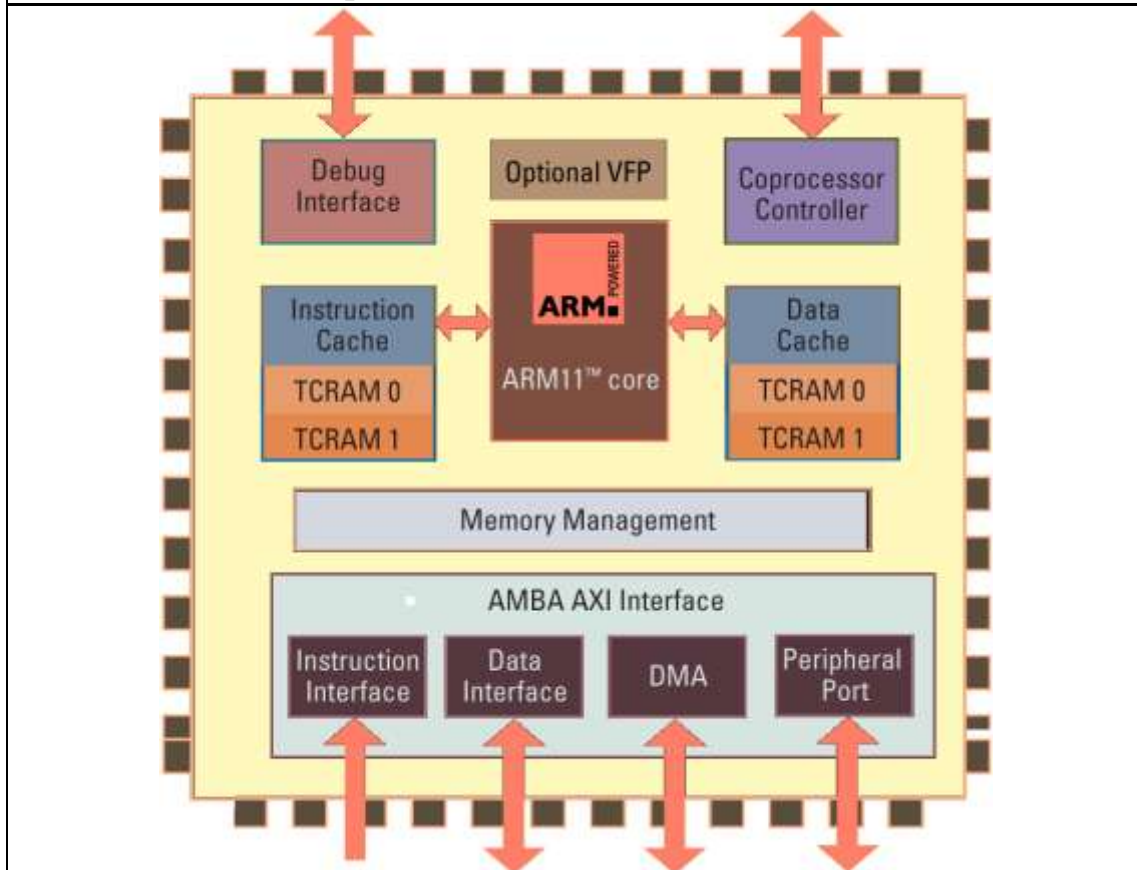 Debug
Interface
Optional VFP
Coprocessor
Controller
Instruction
Cache
TCRAM 0
TCRAM 1
ARM
POWERED
ARM11™ core
Data
Cache
TCRAM 0
TCRAM 1
Memory Management
AMBA AXI Interface
Instruction
Interface
Data
Interface
DMA
Peripheral
Port